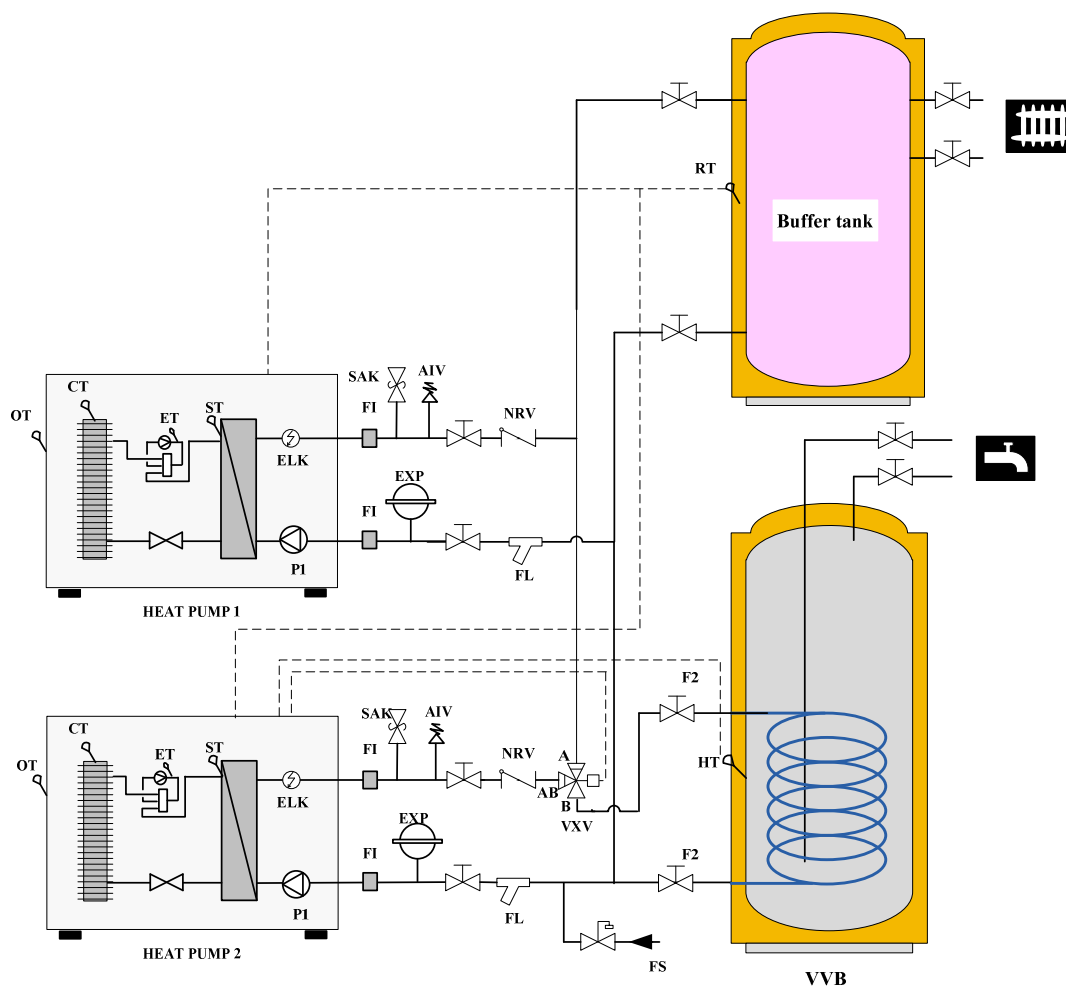 RT
Buffer tank
CT
OT
ET
ST
SAK
AIV
FI
NRV
ELK
EXP
FI
P1
FL
HEAT PUMP 1
CT
OT
ET
ST
SAK
AIV
FI
NRV
A
AB
B
VXV
ELK
EXP
FI
P1
FL
F2
HT
F2
FS
HEAT PUMP 2
VVB